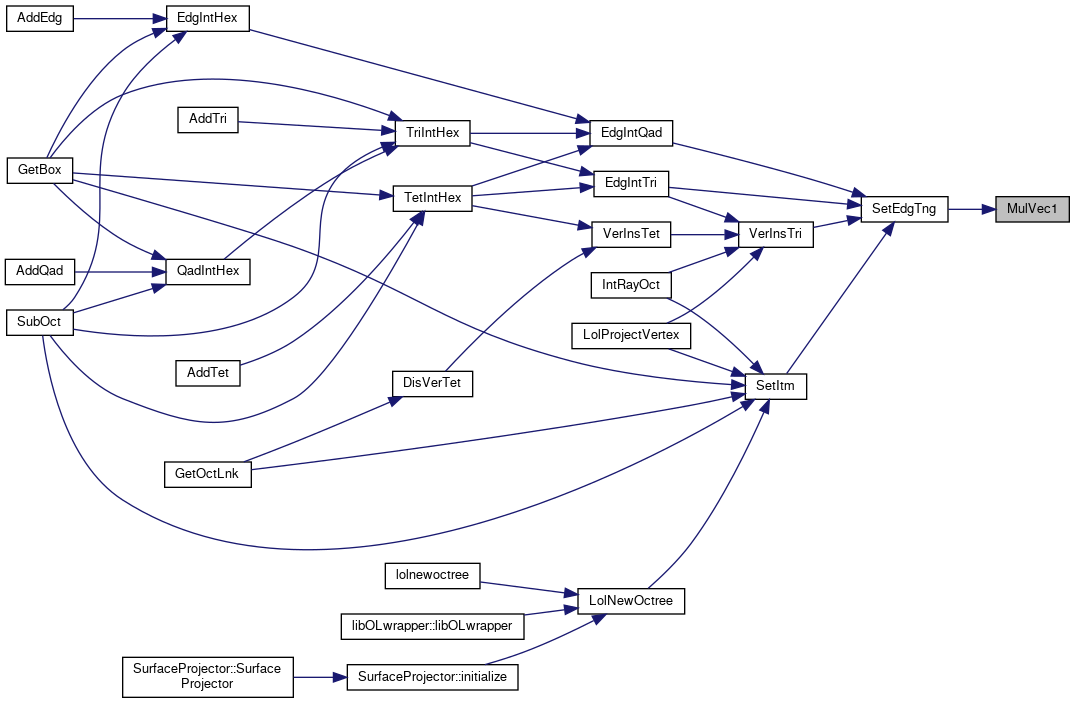 AddEdg
EdgIntHex
AddTri
TriIntHex
EdgIntQad
GetBox
EdgIntTri
TetIntHex
SetEdgTng
MulVec1
VerInsTet
VerInsTri
AddQad
QadIntHex
IntRayOct
SubOct
LolProjectVertex
AddTet
DisVerTet
SetItm
GetOctLnk
lolnewoctree
LolNewOctree
libOLwrapper::libOLwrapper
SurfaceProjector::Surface
Projector
SurfaceProjector::initialize